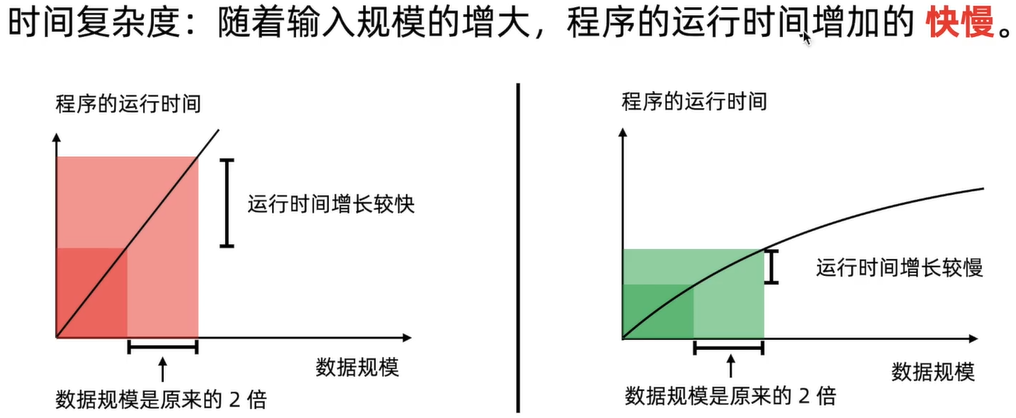 时间复杂度：随着输入规模的增大，程序的运行时间增加的 快慢。
程序的运行时间
运行时间增长较快
数据规模
数据规模是原来的 2 倍
程序的运行时间
运行时间增长较慢
数据规模
数据规模是原来的 2 倍